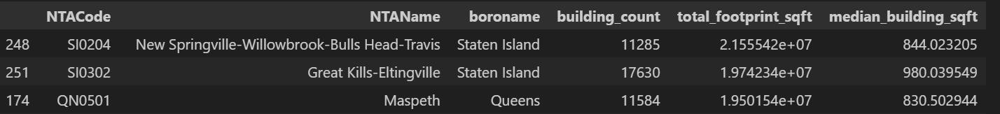 NTACode NTAName boroname building_count total_footprint_sqft median_building_sqft
248 SI0204 New Springville-Willowbrook-Bulls Head-Travis Staten Island 11285 2.155542e+07 844.023205
251 SI0302 Great Kills-Eltingville Staten Island 17630 1.974234e+07 980.039549
174 QN0501 Maspeth Queens 11584 1.950154e+07 830.502944